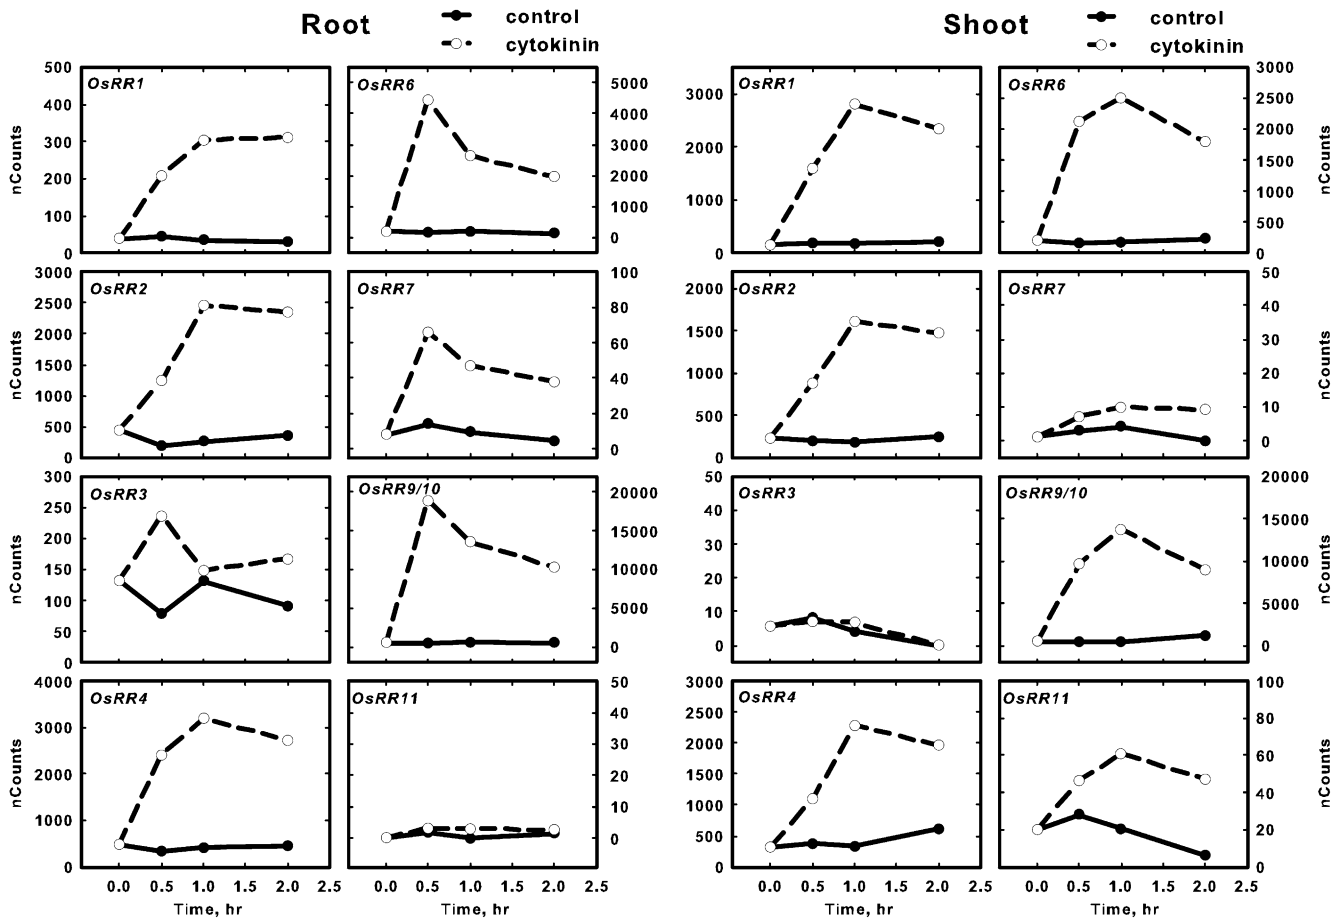 Root
control
cytokinin
Shoot
control
cytokinin
OsRR1
500
400
300
200
100
0
nCounts
OsRR6
5000
4000
3000
2000
1000
0
OsRR1
3000
2000
1000
0
nCounts
OsRR6
3000
2500
2000
1500
1000
500
0
nCounts
OsRR2
3000
2500
2000
1500
1000
500
0
nCounts
OsRR7
100
80
60
40
20
0
OsRR2
2000
1500
1000
500
0
nCounts
OsRR7
50
40
30
20
10
0
nCounts
OsRR3
300
250
200
150
100
50
0
nCounts
OsRR9/10
20000
15000
10000
5000
0
OsRR3
50
40
30
20
10
0
nCounts
OsRR9/10
20000
15000
10000
5000
0
nCounts
OsRR4
4000
3000
2000
1000
0
nCounts
0.0 0.5 1.0 1.5 2.0 2.5
Time, hr
OsRR11
50
40
30
20
10
0
0.0 0.5 1.0 1.5 2.0 2.5
Time, hr
OsRR4
3000
2500
2000
1500
1000
500
0
nCounts
0.0 0.5 1.0 1.5 2.0 2.5
Time, hr
OsRR11
100
80
60
40
20
0
nCounts
0.0 0.5 1.0 1.5 2.0 2.5
Time, hr